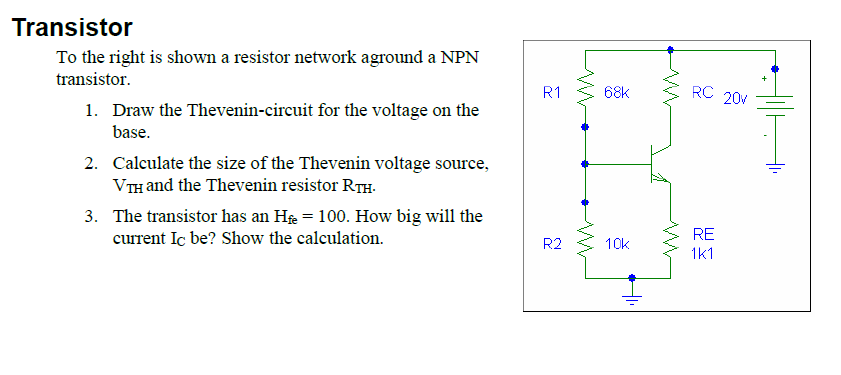 Transistor
To the right is shown a resistor network aground a NPN
transistor.
1. Draw the Thevenin-circuit for the voltage on the
base.
2. Calculate the size of the Thevenin voltage source,
VTH and the Thevenin resistor RTH.
3. The transistor has an Hfe = 100. How big will the
current IC be? Show the calculation.
R1
68k
RC
20v
+
-
R2
10k
RE
1k1